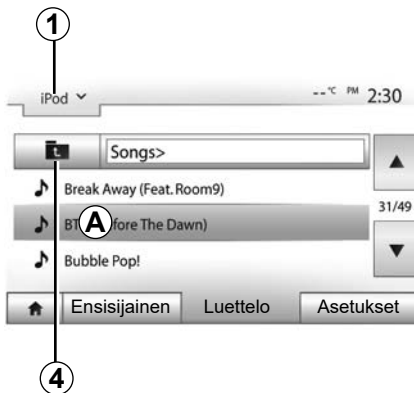 1
iPod
--°C PM 2:30
Songs>
Break Away (Feat. Room9)
31/49
A
fore The Dawn)
Bubble Pop!
Ensisijainen Luettelo Asetukset
4